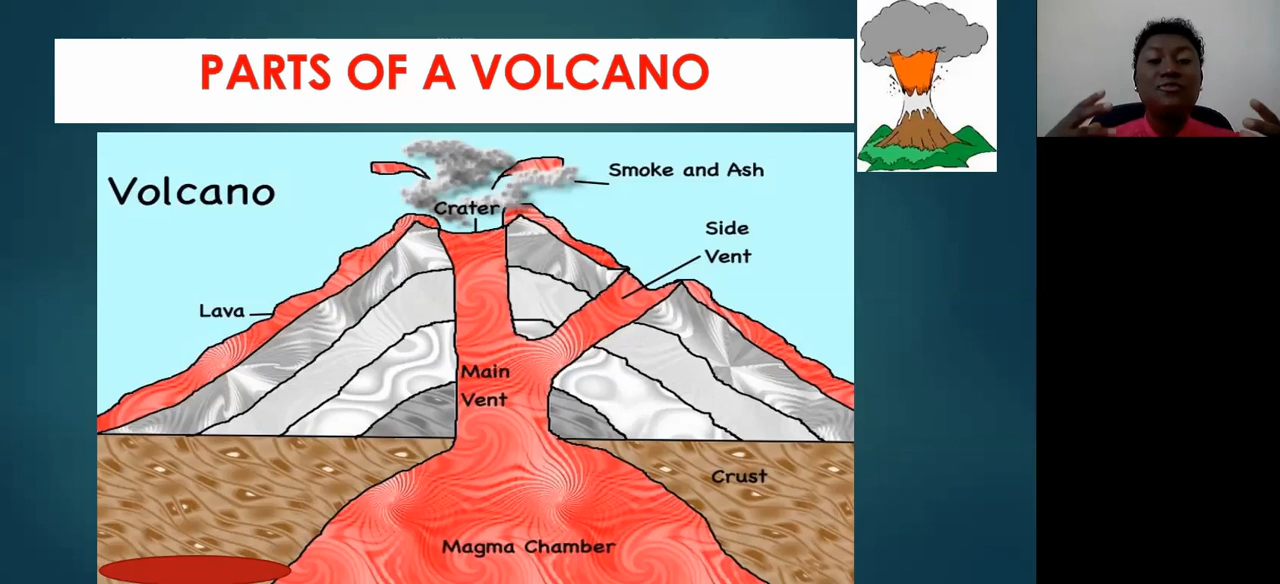 PARTS OF A VOLCANO
Volcano
Smoke and Ash
Crater
Side
Vent
Lava
Main
Vent
Crust
Magma Chamber